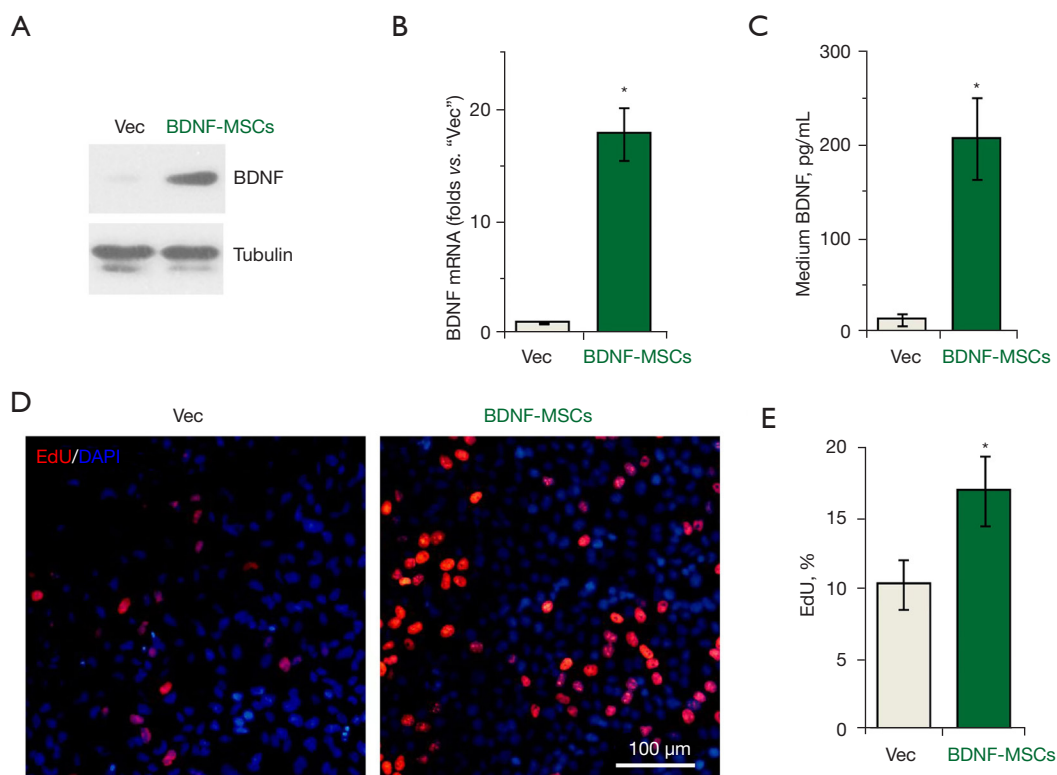 A
Vec BDNF-MSCs
BDNF
Tubulin
B
BDNF mRNA (folds vs. “Vec”)
20
10
0
*
Vec BDNF-MSCs
C
Medium BDNF, pg/mL
300
200
100
0
*
Vec BDNF-MSCs
D
Vec BDNF-MSCs
EdU/DAPI
100 μm
E
EdU, %
20
15
10
5
0
*
Vec BDNF-MSCs